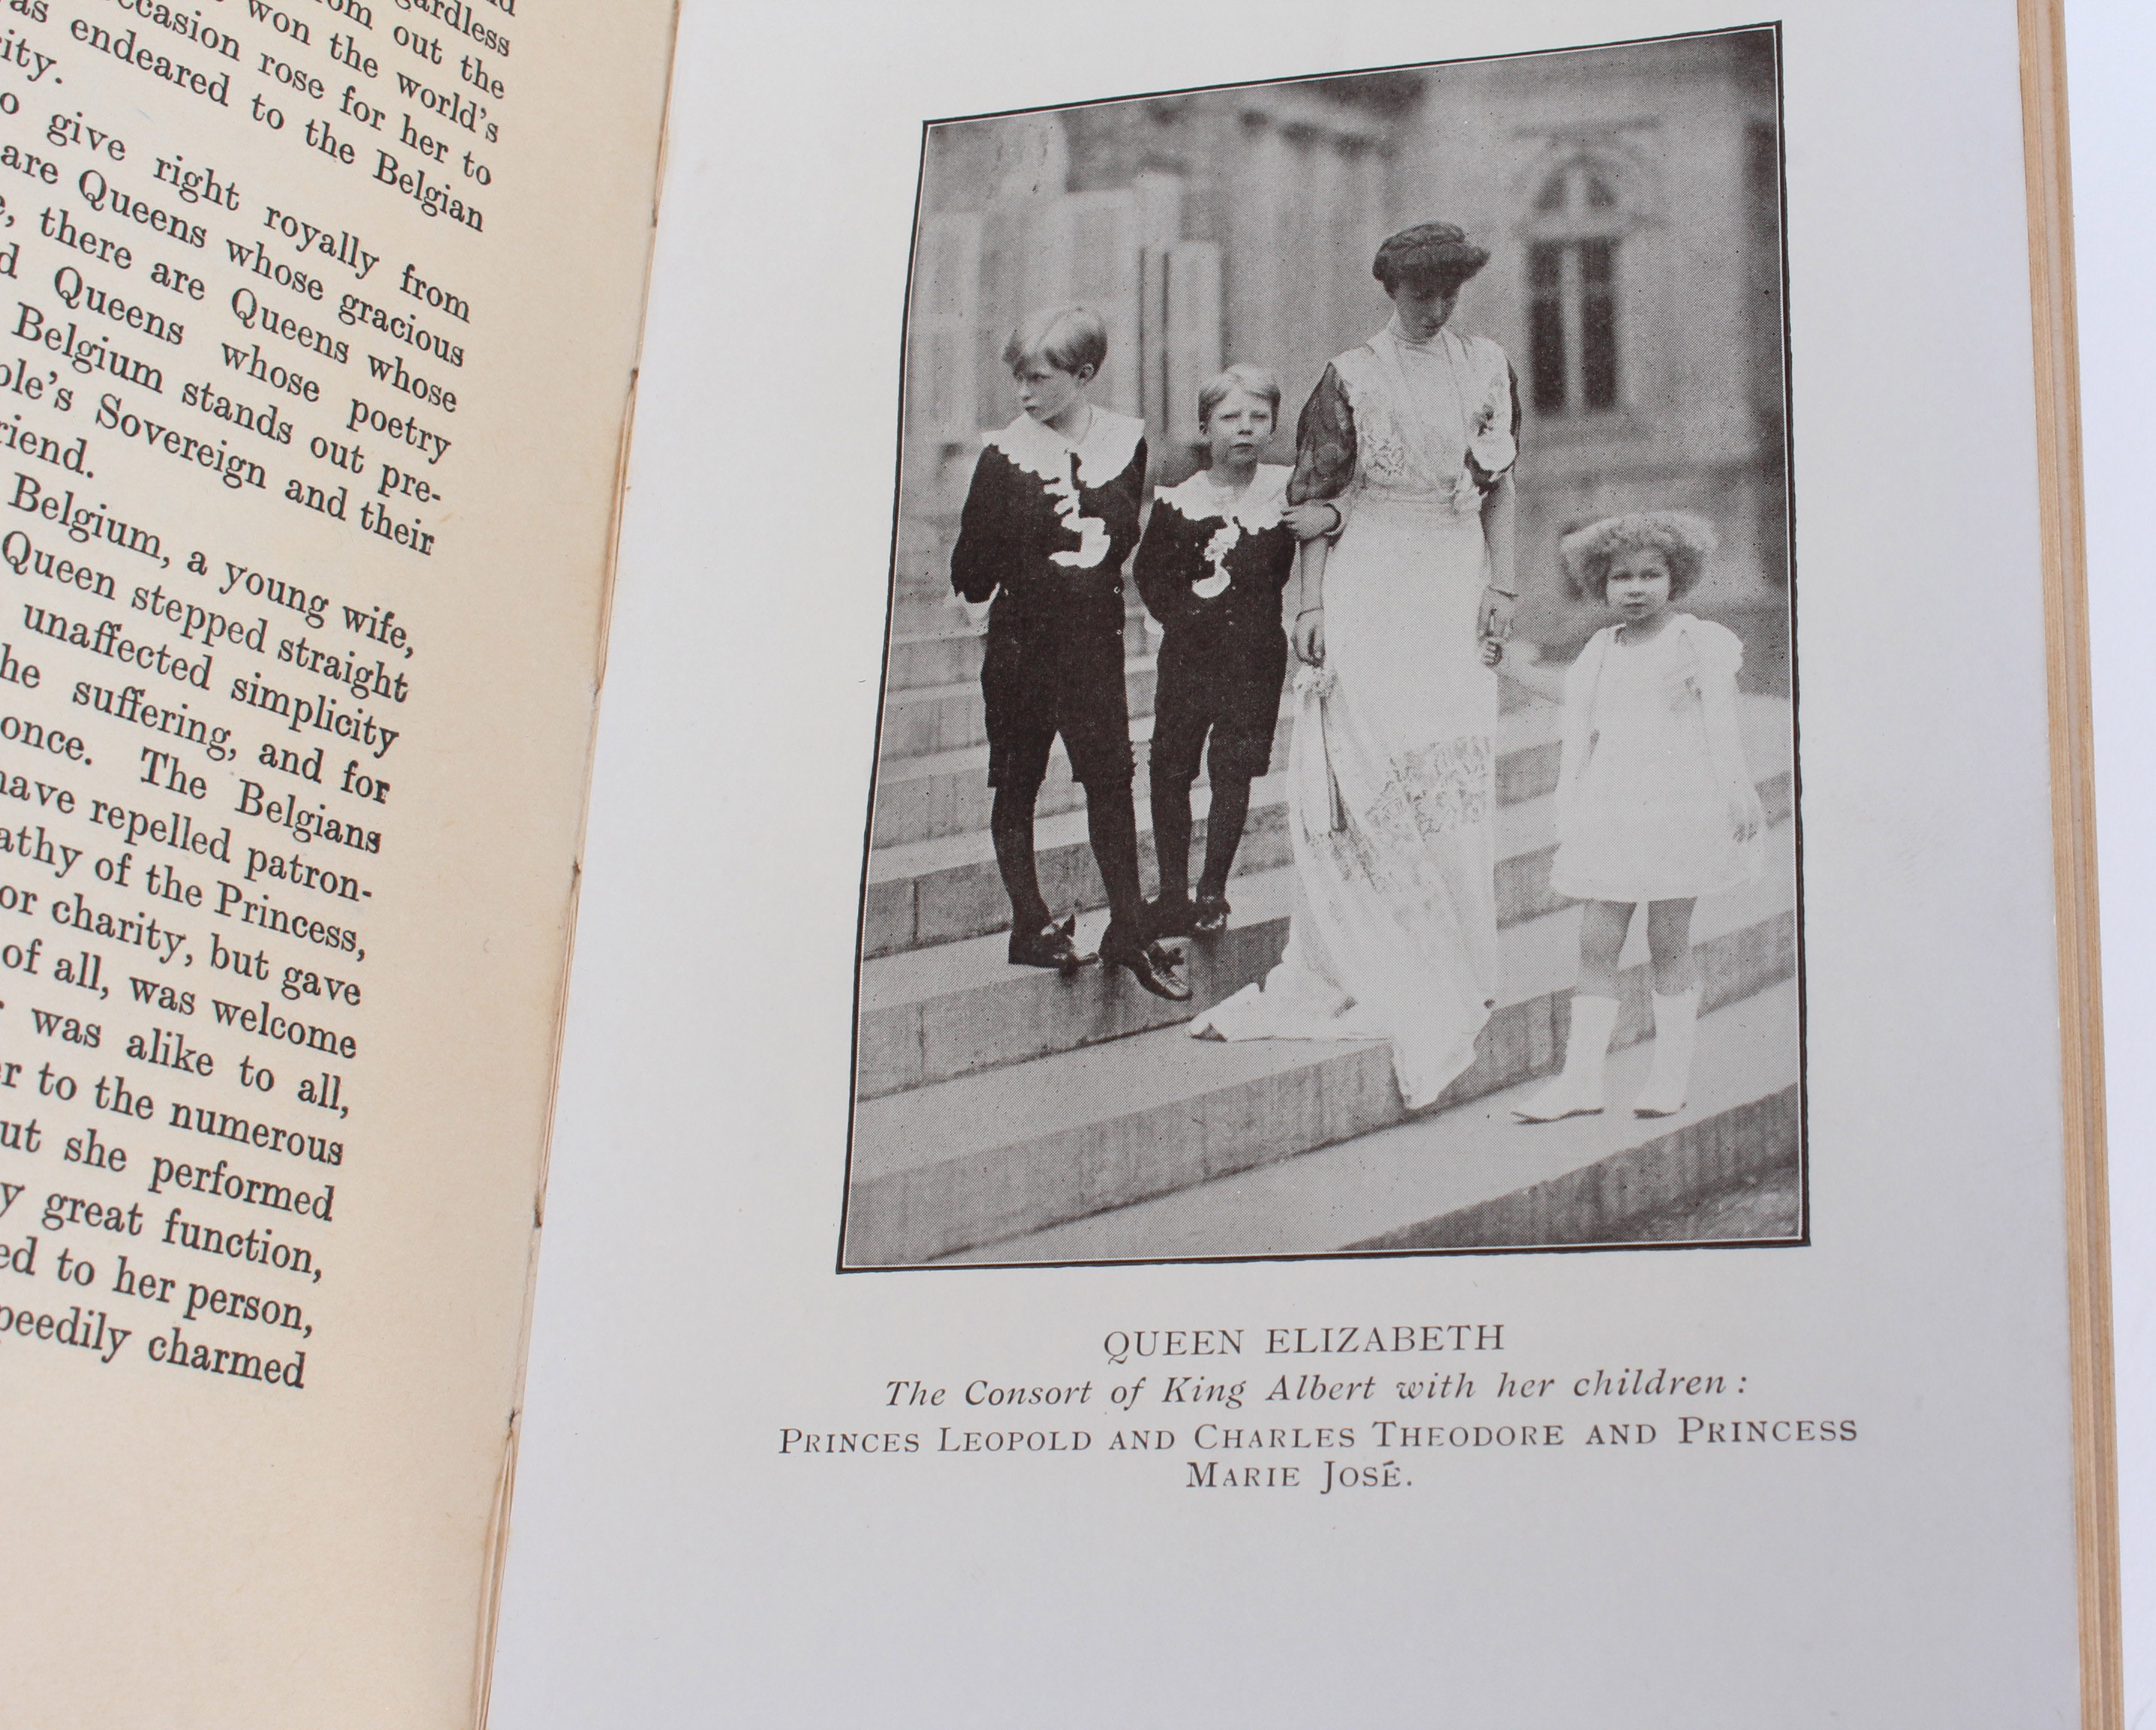 gardless
om out the
won the world's
ccasion rose for her to
as endeared to the Belgian
ity.
o give right royally from
are Queens whose gracious
e, there are Queens whose
d Queens whose poetry
Belgium stands out pre-
ple's Sovereign and their
riend.
Belgium, a young wife,
Queen stepped straight
unaffected simplicity
he suffering, and for
once. The Belgians
have repelled patron-
athy of the Princess,
or charity, but gave
of all, was welcome
was alike to all,
er to the numerous
ut she performed
y great function,
ed to her person,
peedily charmed
QUEEN ELIZABETH
The Consort of King Albert with her children:
PRINCES LEOPOLD AND CHARLES THEODORE AND PRINCESS
MARIE JOSÉ.